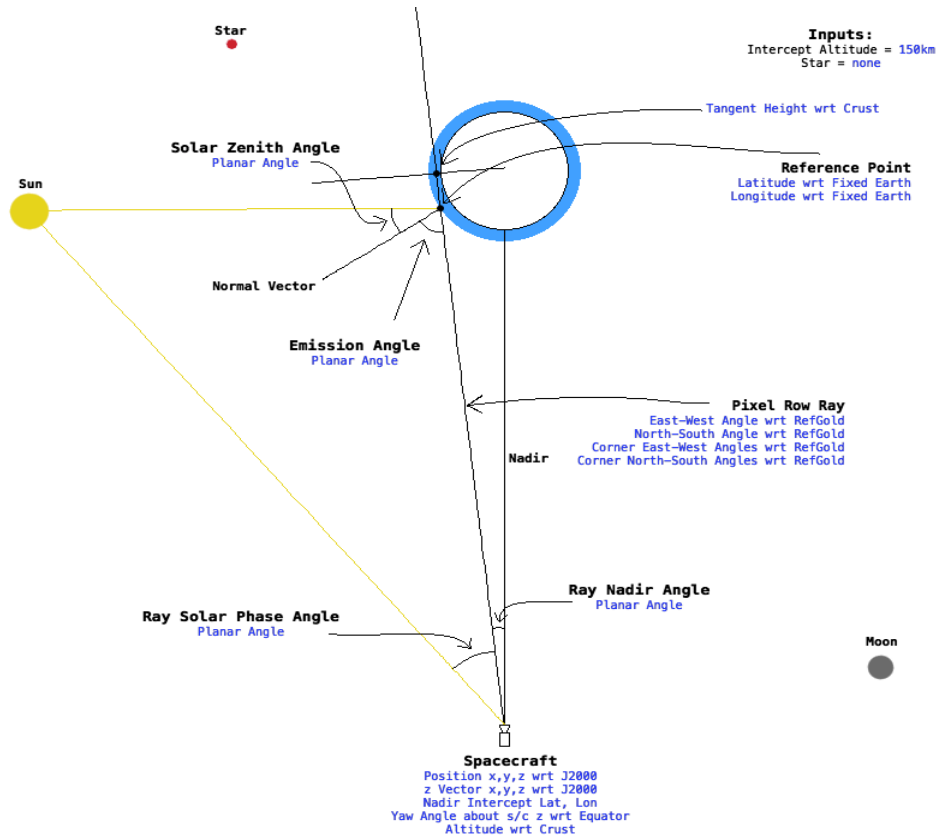 Star
Inputs:
Intercept Altitude = 150km
Star = none
Tangent Height wrt Crust
Solar Zenith Angle
Planar Angle
Reference Point
Latitude wrt Fixed Earth
Longitude wrt Fixed Earth
Sun
Normal Vector
Emission Angle
Planar Angle
Pixel Row Ray
East-West Angle wrt RefGold
North-South Angle wrt RefGold
Corner East-West Angles wrt RefGold
Corner North-South Angles wrt RefGold
Nadir
Ray Nadir Angle
Planar Angle
Ray Solar Phase Angle
Planar Angle
Moon
Spacecraft
Position x,y,z wrt J2000
z Vector x,y,z wrt J2000
Nadir Intercept Lat, Lon
Yaw Angle about s/c z wrt Equator
Altitude wrt Crust